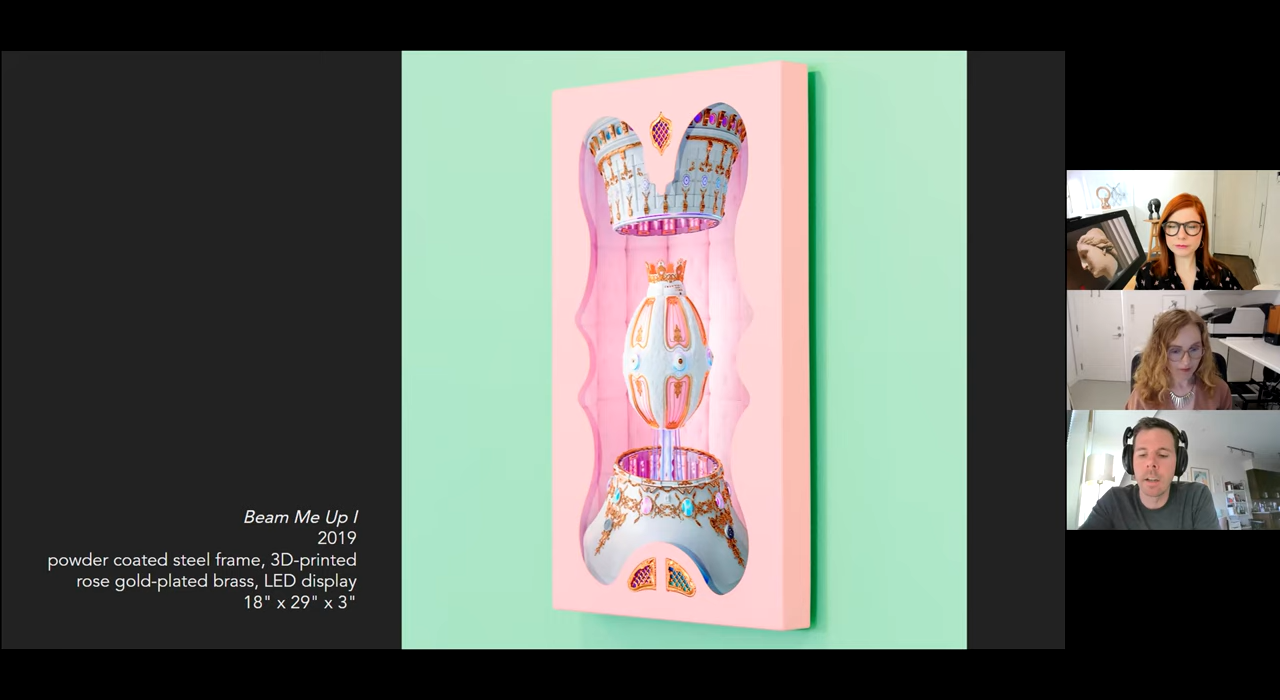 Beam Me Up I
2019
powder coated steel frame, 3D-printed
rose gold-plated brass, LED display
18" x 29" x 3"